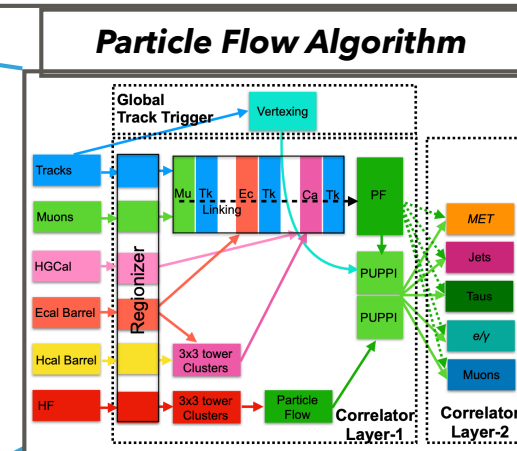 Particle Flow Algorithm
Global
Track Trigger
Vertexing
Tracks
Muons
HGCal
Ecal Barrel
Hcal Barrel
HF
Regionizer
Mu Tk Ec Tk Ca Tk
Linking
PF
PUPPI
PUPPI
3x3 tower
Clusters
3x3 tower
Clusters
Particle
Flow
Correlator
Layer-1
MET
Jets
Taus
e/γ
Muons
Correlator
Layer-2